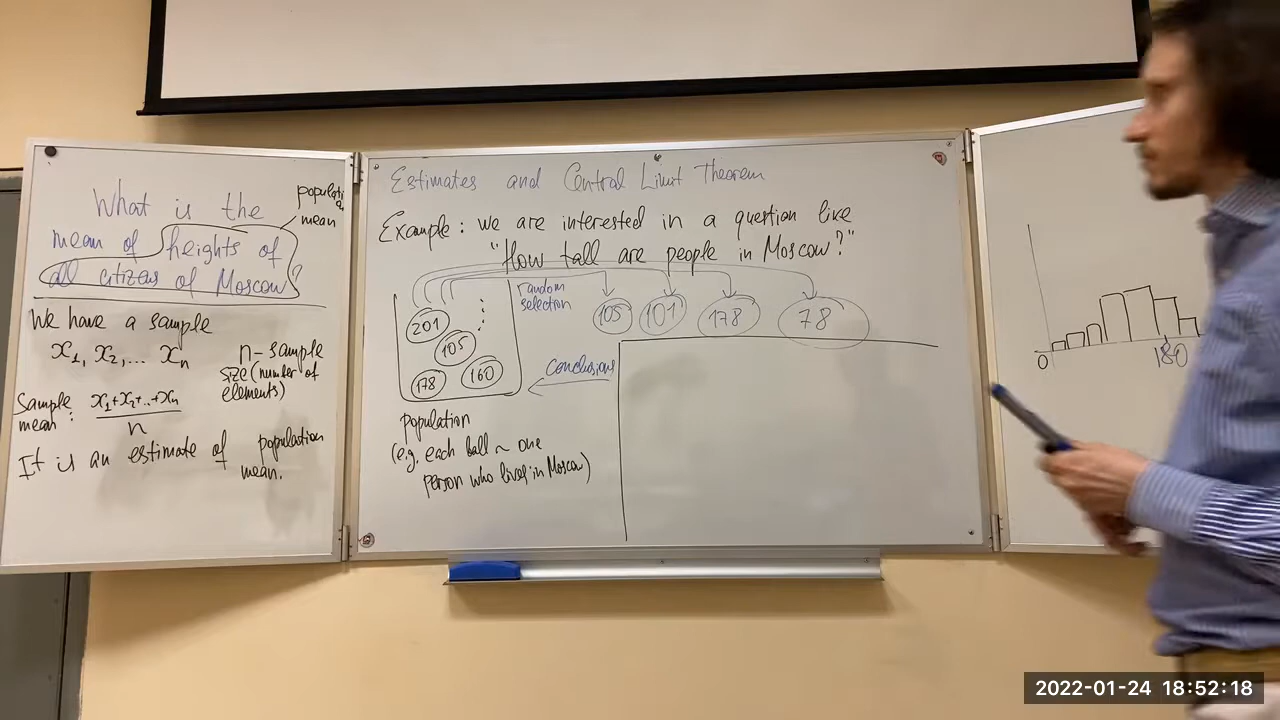 What is the
mean of heights of
all citizens of Moscow?
population
mean
We have a sample
x₁, x₂, ... xₙ
n - sample
size (number of
elements)
Sample
mean: x₁+x₂+...+xₙ
n
It is an estimate of population
mean.
Estimates and Central Limit Theorem
Example: we are interested in a question like
"How tall are people in Moscow?"
random
selection
105 101 178 78
201
105
178 160
conclusions
population
(e.g. each ball ~ one
person who lives in Moscow)
0 180
2022-01-24 18:52:18